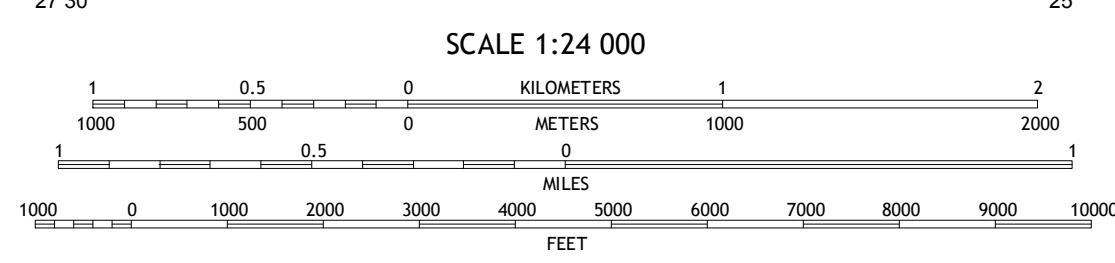 27'30" 25'
SCALE 1:24 000
1 0.5 0 KILOMETERS 1 2
1000 500 0 METERS 1000 2000
1 0.5 0 1
MILES
1000 0 1000 2000 3000 4000 5000 6000 7000 8000 9000 10000
FEET